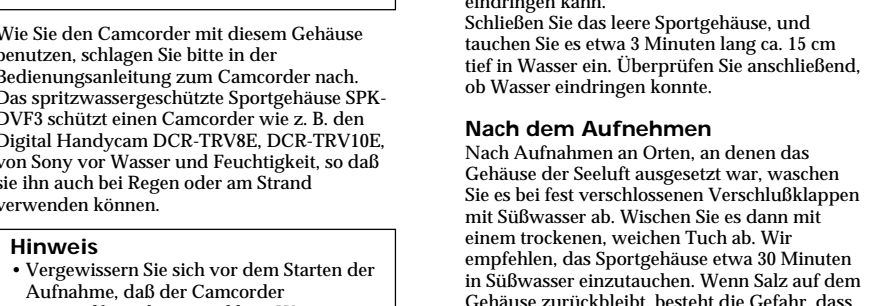 Wie Sie den Camcorder mit diesem Gehäuse
benutzen, schlagen Sie bitte in der
Bedienungsanleitung zum Camcorder nach.
Das spritzwassergeschützte Sportgehäuse SPK-
DVF3 schützt einen Camcorder wie z. B. den
Digital Handycam DCR-TRV8E, DCR-TRV10E,
von Sony vor Wasser und Feuchtigkeit, so daß
sie ihn auch bei Regen oder am Strand
verwenden können.
Hinweis
• Vergewissern Sie sich vor dem Starten der
Aufnahme, daß der Camcorder
eindringen kann.
Schließen Sie das leere Sportgehäuse, und
tauchen Sie es etwa 3 Minuten lang ca. 15 cm
tief in Wasser ein. Überprüfen Sie anschließend,
ob Wasser eindringen konnte.
Nach dem Aufnehmen
Nach Aufnahmen an Orten, an denen das
Gehäuse der Seeluft ausgesetzt war, waschen
Sie es bei fest verschlossenen Verschlußklappen
mit Süßwasser ab. Wischen Sie es dann mit
einem trockenen, weichen Tuch ab. Wir
empfehlen, das Sportgehäuse etwa 30 Minuten
in Süßwasser einzutauchen. Wenn Salz auf dem
Gehäuse zurückbleibt, besteht die Gefahr, dass